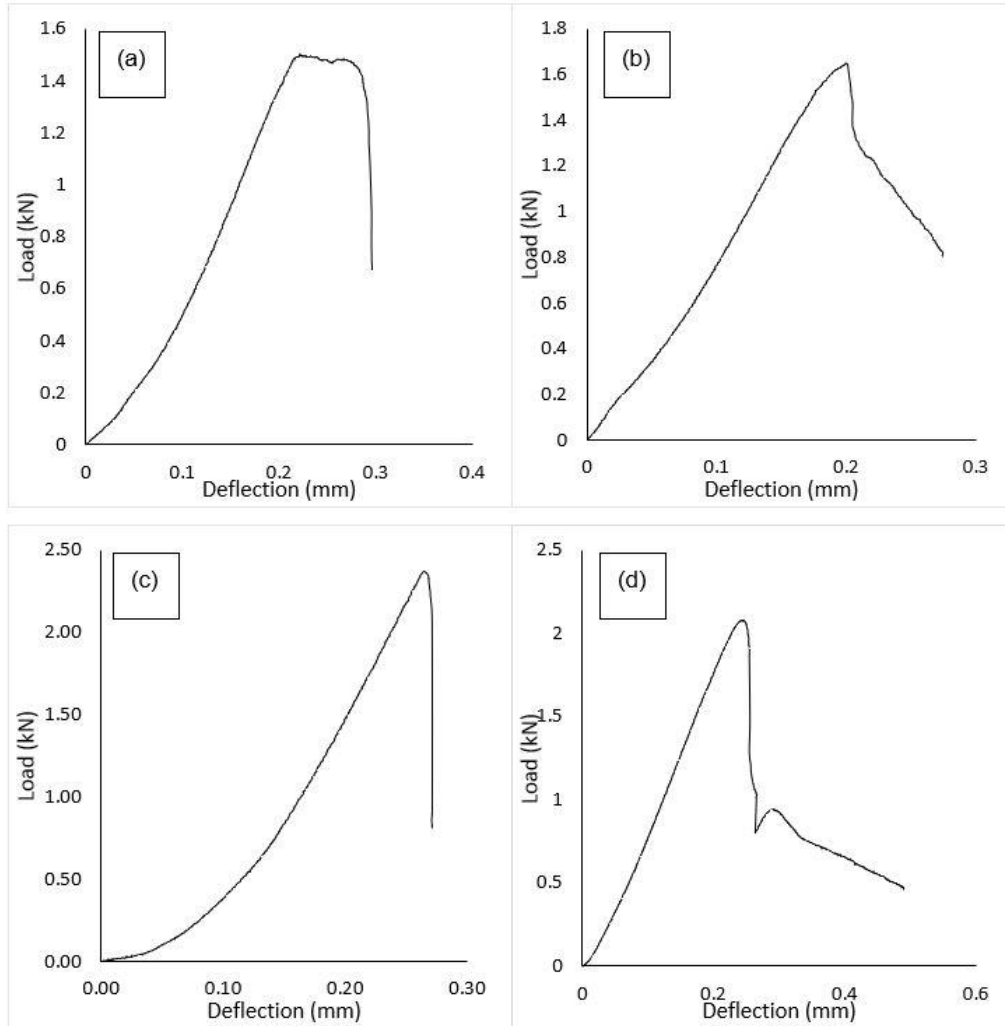 (a)
Load (kN)
1.6
1.4
1.2
1
0.8
0.6
0.4
0.2
0
0 0.1 0.2 0.3 0.4
Deflection (mm)
(b)
Load (kN)
1.8
1.6
1.4
1.2
1
0.8
0.6
0.4
0.2
0
0 0.1 0.2 0.3
Deflection (mm)
(c)
Load (kN)
2.50
2.00
1.50
1.00
0.50
0.00
0.00 0.10 0.20 0.30
Deflection (mm)
(d)
Load (kN)
2.5
2
1.5
1
0.5
0
0 0.2 0.4 0.6
Deflection (mm)